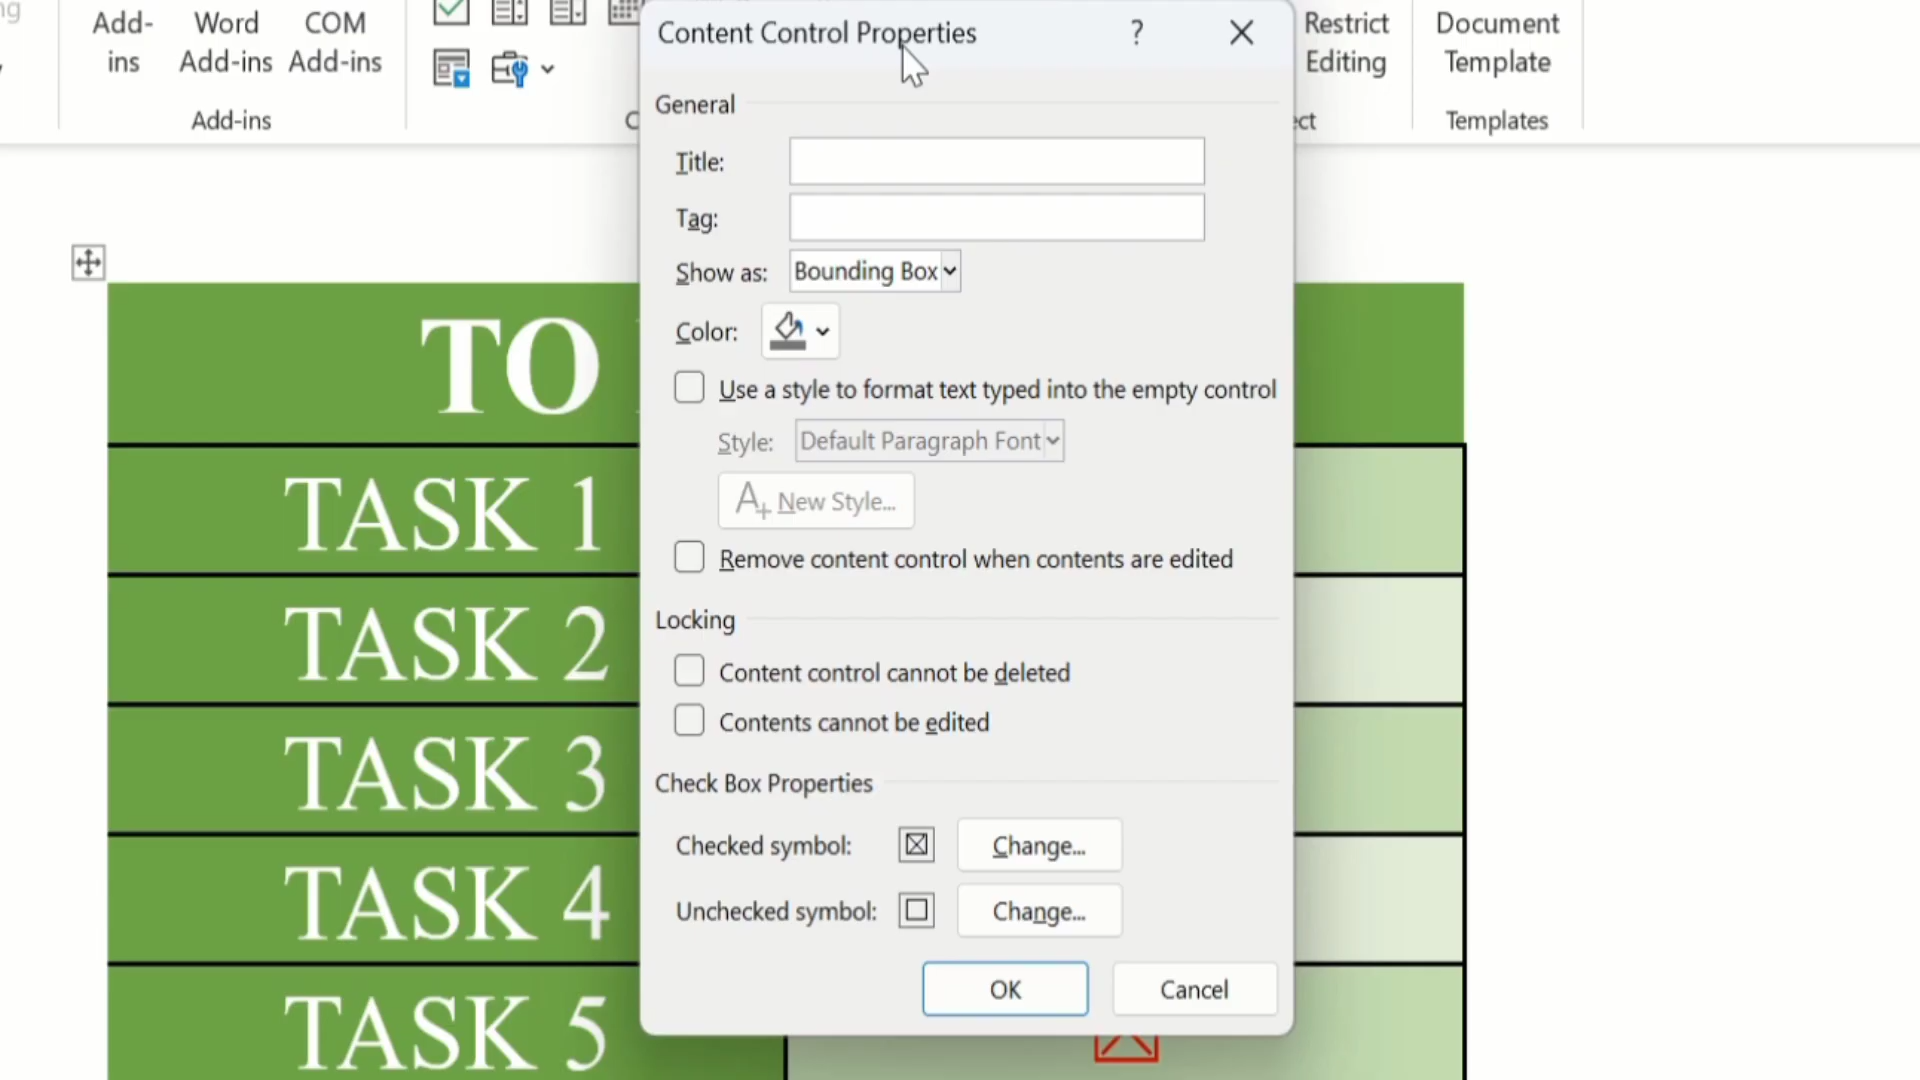 Add-
ins
Word
Add-ins
COM
Add-ins
Add-ins
Content Control Properties
?
Restrict
Editing
Document
Template
Templates
General
Title:
Tag:
Show as: Bounding Box
Color:
Use a style to format text typed into the empty control
Style: Default Paragraph Font
A+ New Style...
Remove content control when contents are edited
Locking
Content control cannot be deleted
Contents cannot be edited
Check Box Properties
Checked symbol: Change...
Unchecked symbol: Change...
OK Cancel
TO
TASK 1
TASK 2
TASK 3
TASK 4
TASK 5